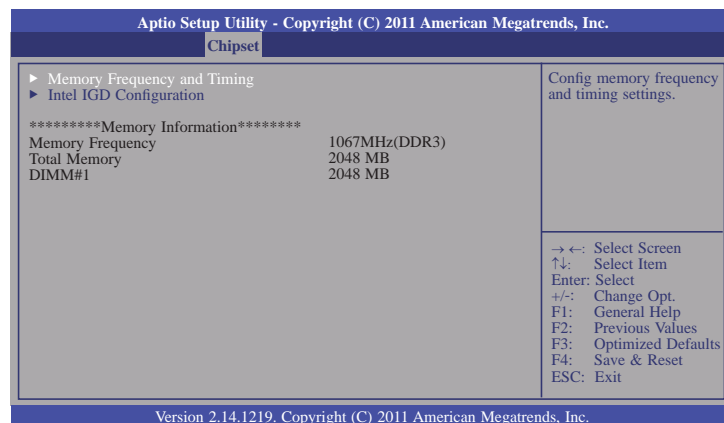 Aptio Setup Utility - Copyright (C) 2011 American Megatrends, Inc.
Chipset
► Memory Frequency and Timing
► Intel IGD Configuration
*********Memory Information********
Memory Frequency 1067MHz(DDR3)
Total Memory 2048 MB
DIMM#1 2048 MB
Config memory frequency
and timing settings.
→ ←: Select Screen
↑↓: Select Item
Enter: Select
+/-: Change Opt.
F1: General Help
F2: Previous Values
F3: Optimized Defaults
F4: Save & Reset
ESC: Exit
Version 2.14.1219. Copyright (C) 2011 American Megatrends, Inc.